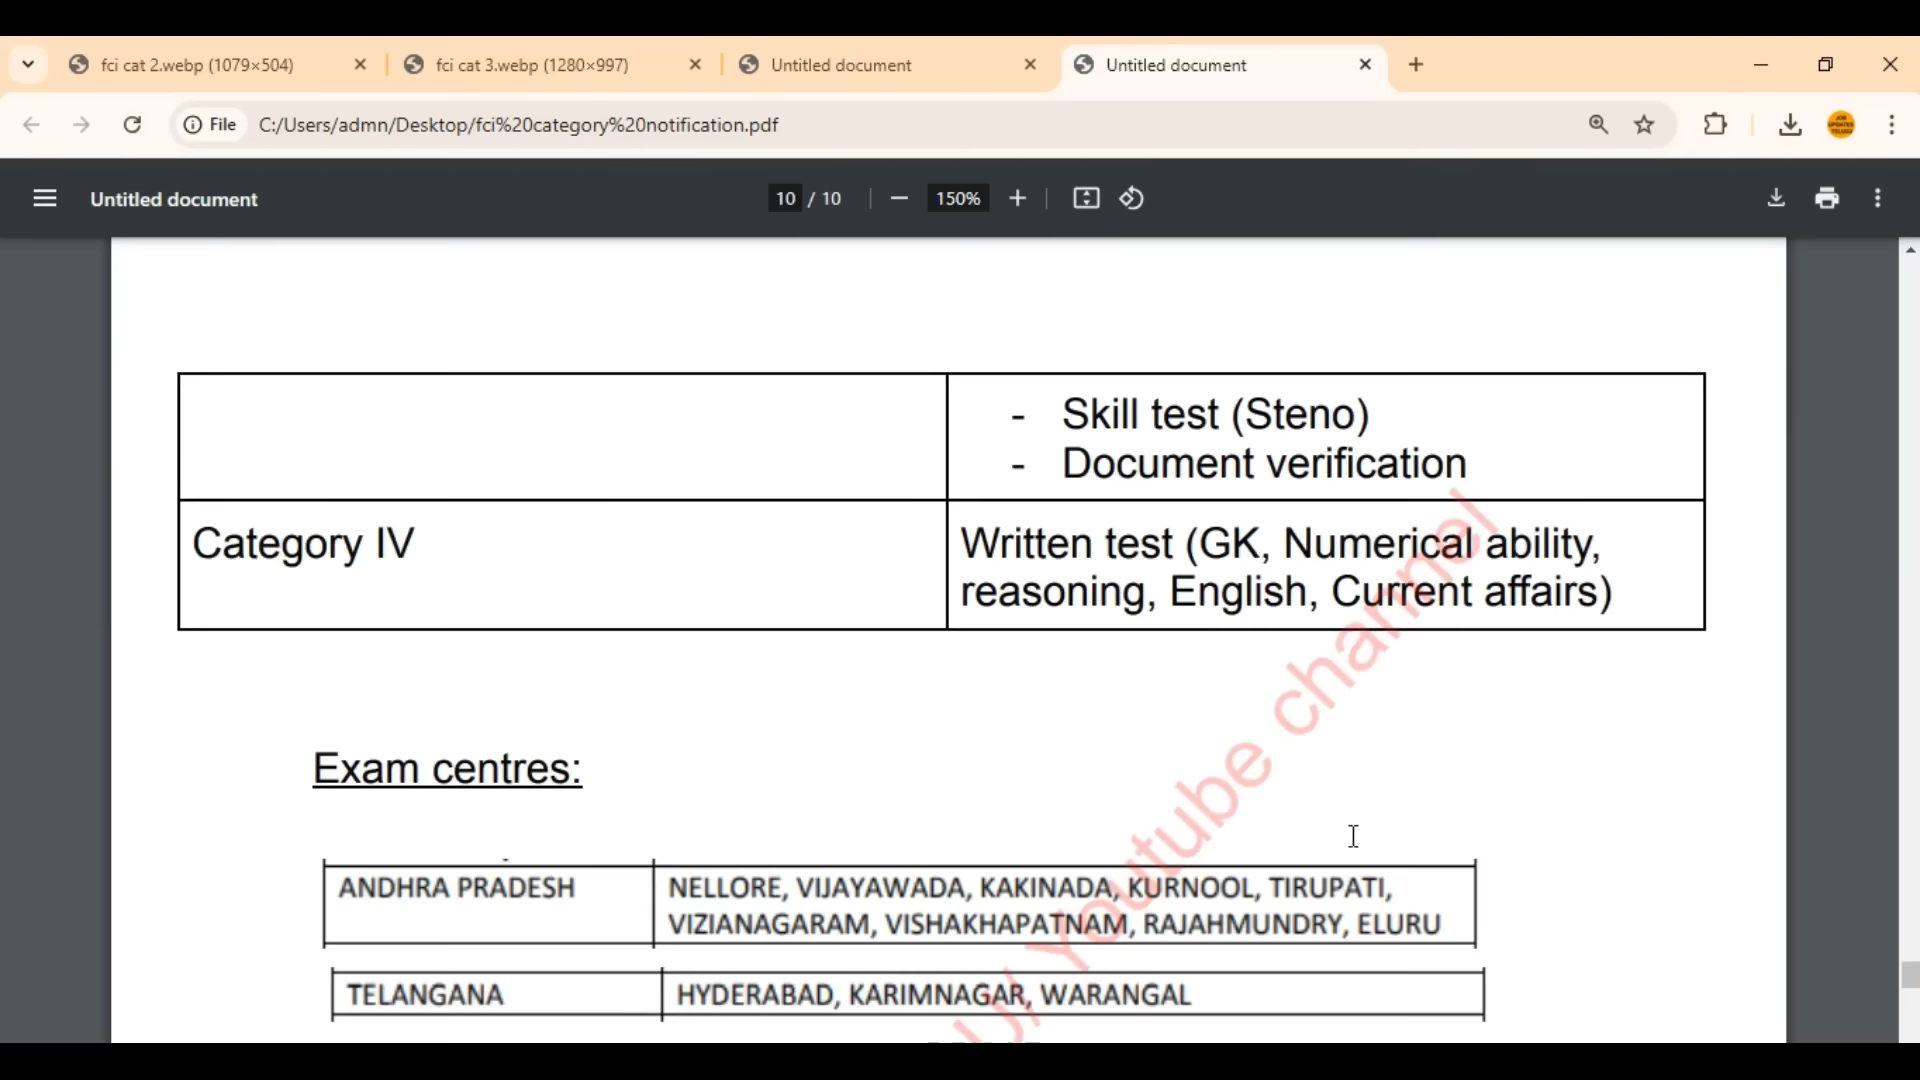 fci cat 2.webp (1079×504)
fci cat 3.webp (1280×997)
Untitled document
Untitled document
File
C:/Users/admn/Desktop/fci%20category%20notification.pdf
Untitled document
10 / 10
150%
- Skill test (Steno)
- Document verification
Category IV
Written test (GK, Numerical ability,
reasoning, English, Current affairs)
Exam centres:
ANDHRA PRADESH
NELLORE, VIJAYAWADA, KAKINADA, KURNOOL, TIRUPATI,
VIZIANAGARAM, VISHAKHAPATNAM, RAJAHMUNDRY, ELURU
TELANGANA
HYDERABAD, KARIMNAGAR, WARANGAL
U/ Youtube channel